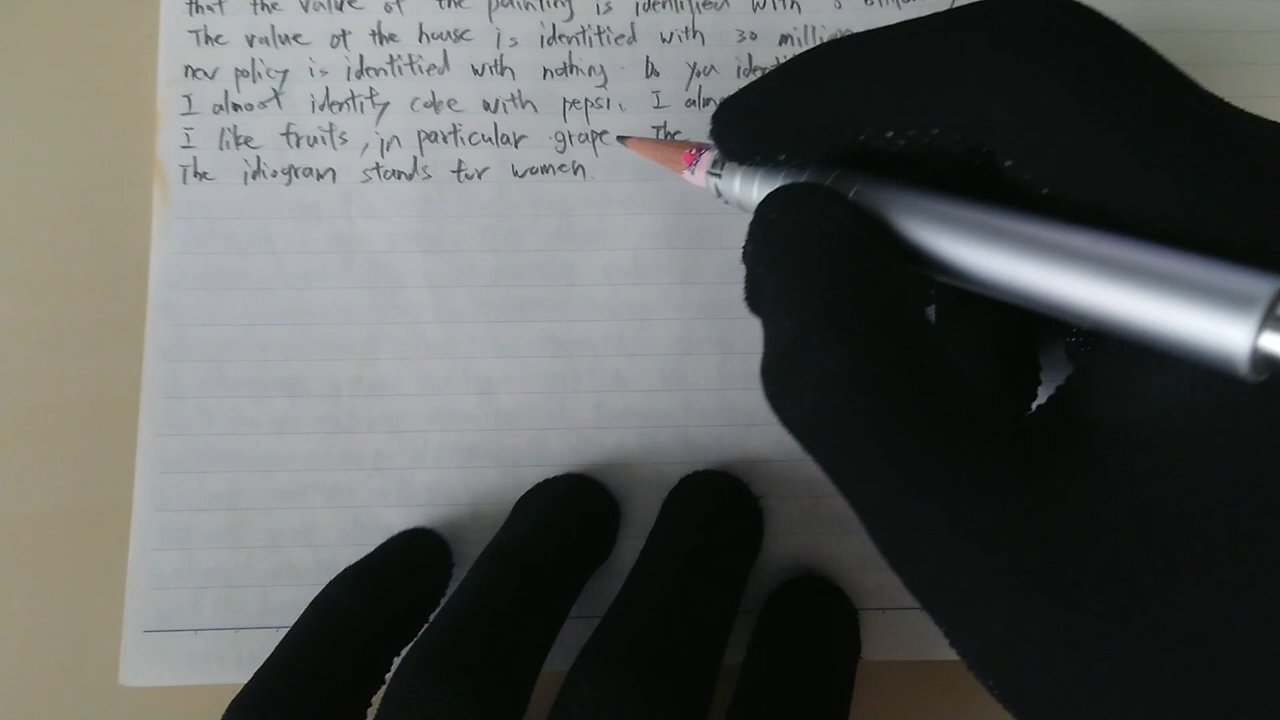 that the value of the painting is identified with
The value of the house is identified with 30
new policy is identified with nothing. Do you
I almost identify coke with pepsi. I
I like fruits, in particular grape The
The idiogram stands for women.